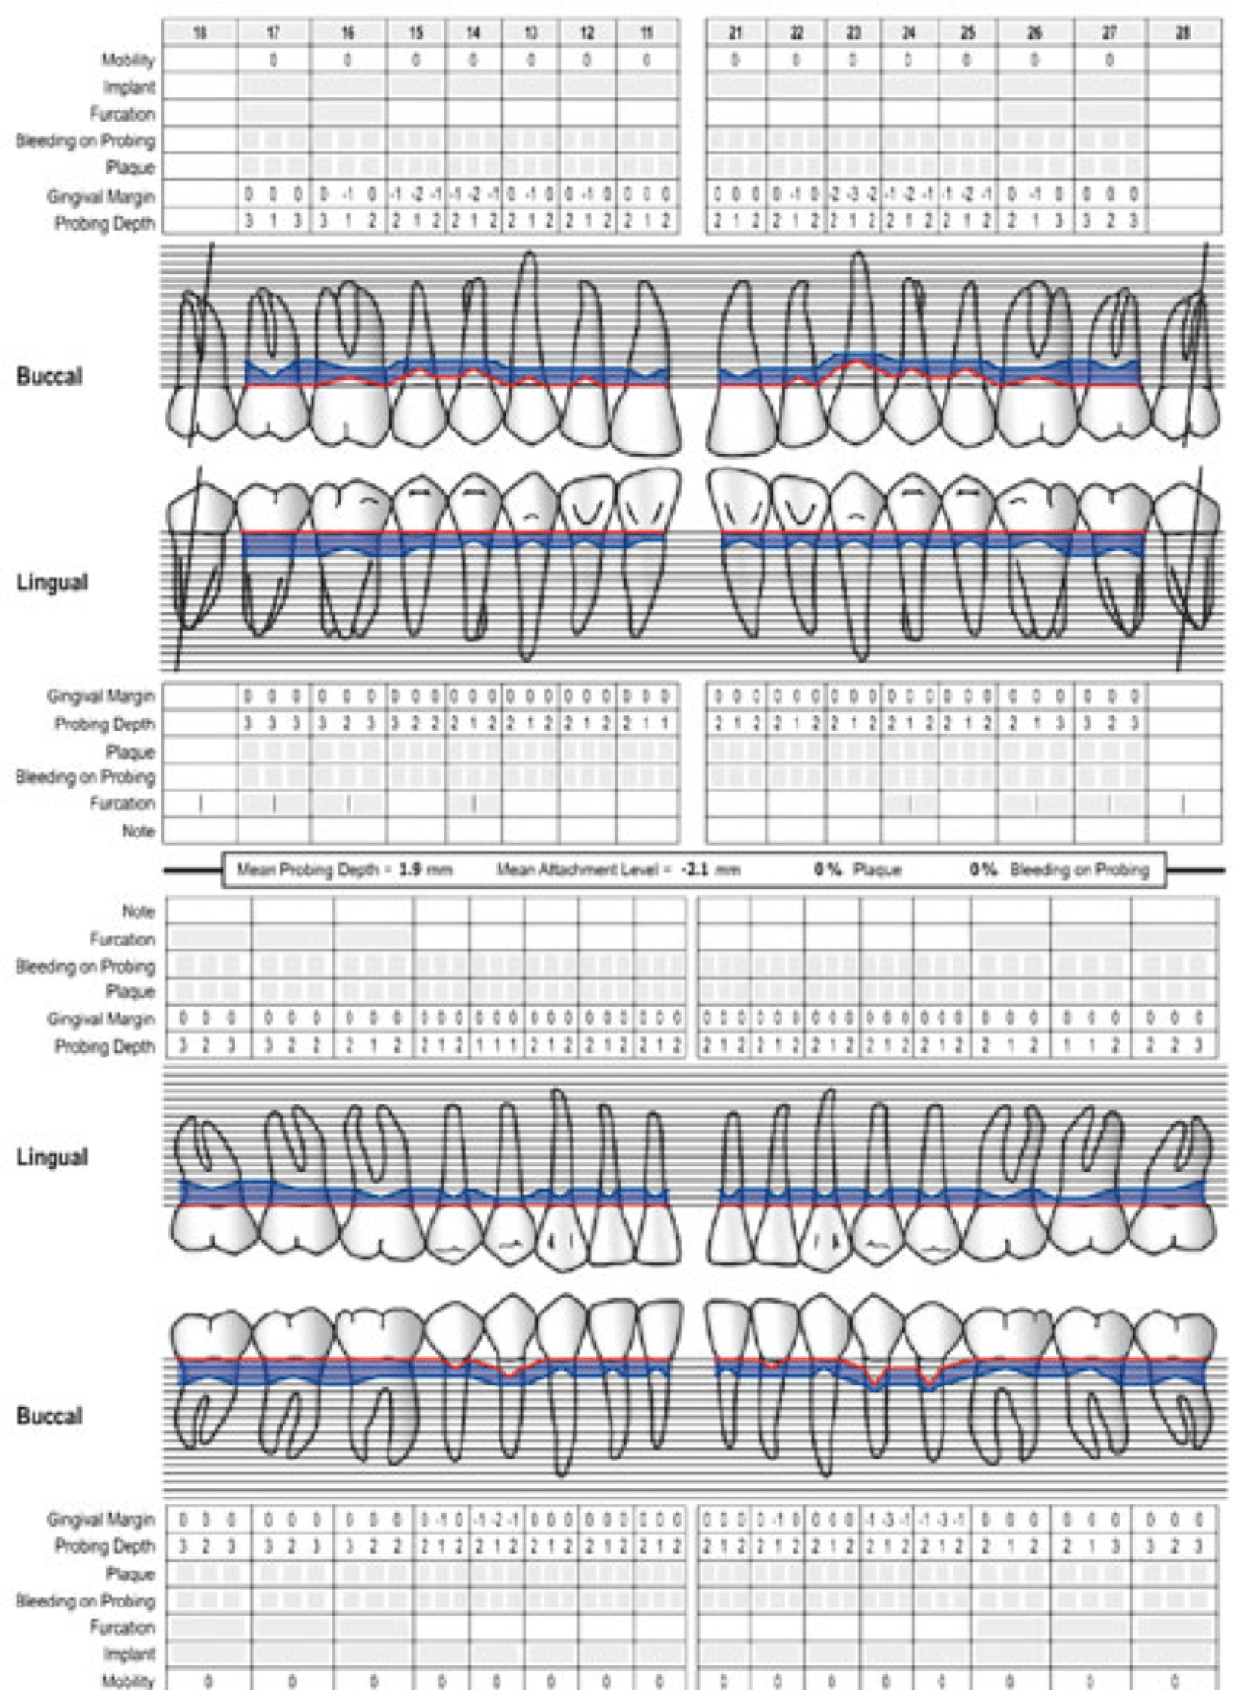 18 17 16 15 14 13 12 11 21 22 23 24 25 26 27 28
Mobility 0 0 0 0 0 0 0 0 0 0 0 0 0 0
Implant
Furcation
Bleeding on Probing
Plaque
Gingival Margin 0 0 0 0 -1 0 -1 -2 -1 -1 -2 -1 0 -1 0 0 -1 0 0 0 0 0 0 0 0 -1 0 -2 -3 -2 -1 -2 -1 -1 -2 -1 0 -1 0 0 0 0
Probing Depth 3 1 3 3 1 2 2 1 2 2 1 2 2 1 2 2 1 2 2 1 2 2 1 2 2 1 2 2 1 2 2 1 2 2 1 2 2 1 3 3 2 3
Buccal
Lingual
Gingival Margin 0 0 0 0 0 0 0 0 0 0 0 0 0 0 0 0 0 0 0 0 0 0 0 0 0 0 0 0 0 0 0 0 0 0 0 0 0 0 0 0 0 0
Probing Depth 3 3 3 3 2 3 3 2 2 2 1 2 2 1 2 2 1 2 2 1 1 2 1 2 2 1 2 2 1 2 2 1 2 2 1 2 2 1 3 3 2 3
Plaque
Bleeding on Probing
Furcation
Note
Mean Probing Depth = 1.9 mm Mean Attachment Level = -2.1 mm 0% Plaque 0% Bleeding on Probing
Note
Furcation
Bleeding on Probing
Plaque
Gingival Margin 0 0 0 0 0 0 0 0 0 0 0 0 0 0 0 0 0 0 0 0 0 0 0 0 0 0 0 0 0 0 0 0 0 0 0 0 0 0 0 0 0 0 0 0 0 0 0 0
Probing Depth 3 2 3 3 2 2 2 1 2 2 1 2 1 1 1 2 1 2 2 1 2 2 1 2 2 1 2 2 1 2 2 1 2 2 1 2 2 1 2 2 1 2 1 1 2 2 2 3
Lingual
Buccal
Gingival Margin 0 0 0 0 0 0 0 0 0 0 -1 0 -1 -2 -1 0 0 0 0 0 0 0 0 0 0 0 0 0 -1 0 0 0 0 -1 -3 -1 -1 -3 -1 0 0 0 0 0 0 0 0 0
Probing Depth 3 2 3 3 2 3 3 2 2 2 1 2 2 1 2 2 1 2 2 1 2 2 1 2 2 1 2 2 1 2 2 1 2 2 1 2 2 1 2 2 1 2 2 1 3 3 2 3
Plaque
Bleeding on Probing
Furcation
Implant
Mobility 0 0 0 0 0 0 0 0 0 0 0 0 0 0 0 0